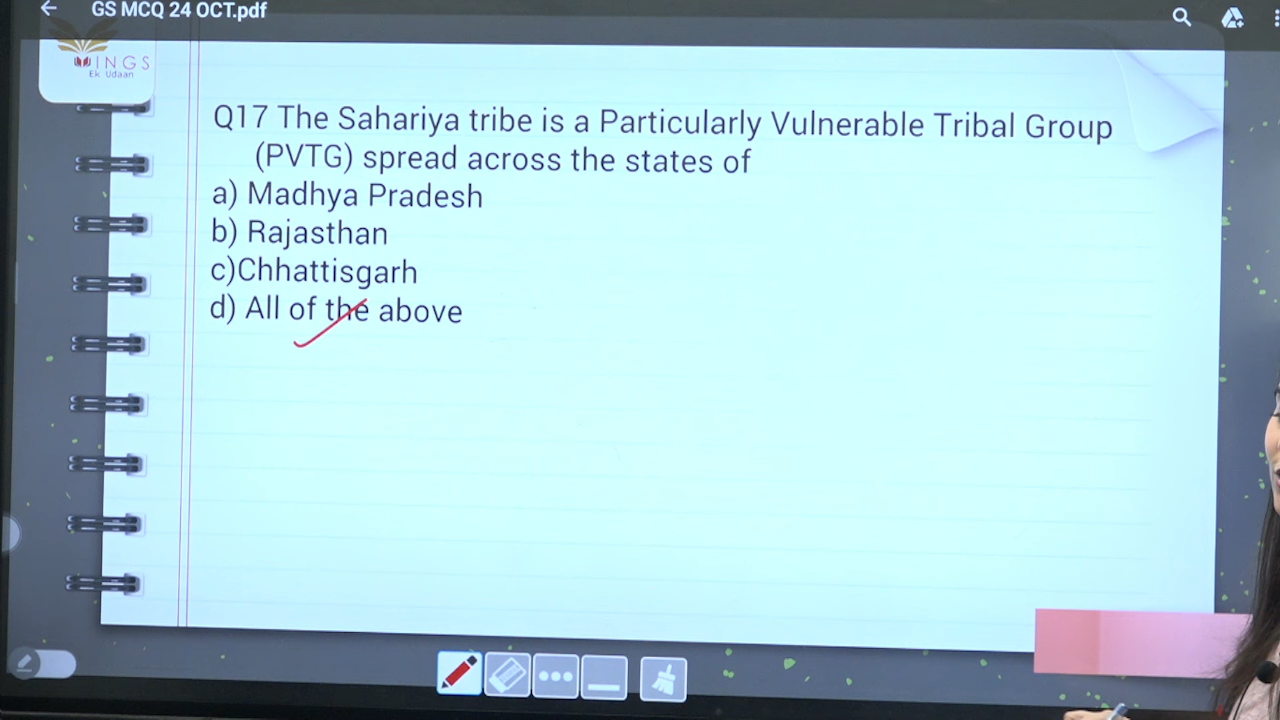 GS MCQ 24 OCT.pdf
WINGS
Ek Udaan
Q17 The Sahariya tribe is a Particularly Vulnerable Tribal Group
(PVTG) spread across the states of
a) Madhya Pradesh
b) Rajasthan
c)Chhattisgarh
d) All of the above